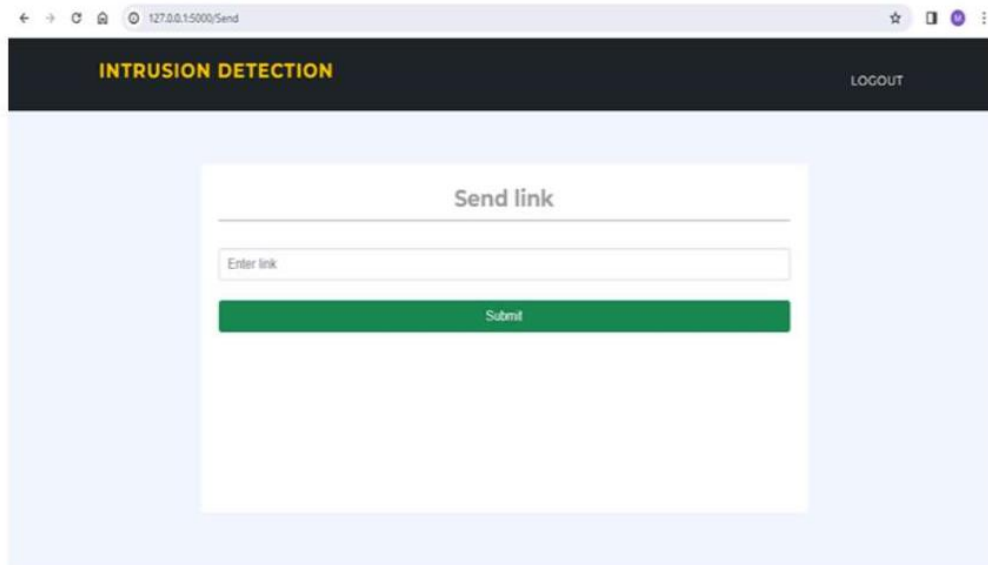 127.0.0.1:5000/Send
M
INTRUSION DETECTION
LOGOUT
Send link
Enter link
Submit